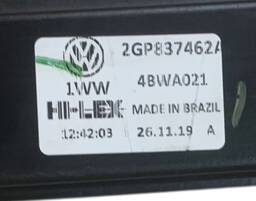 2GP837462A
1WW 4BWA021
HI-LEX MADE IN BRAZIL
12:42:03 26.11.19 A